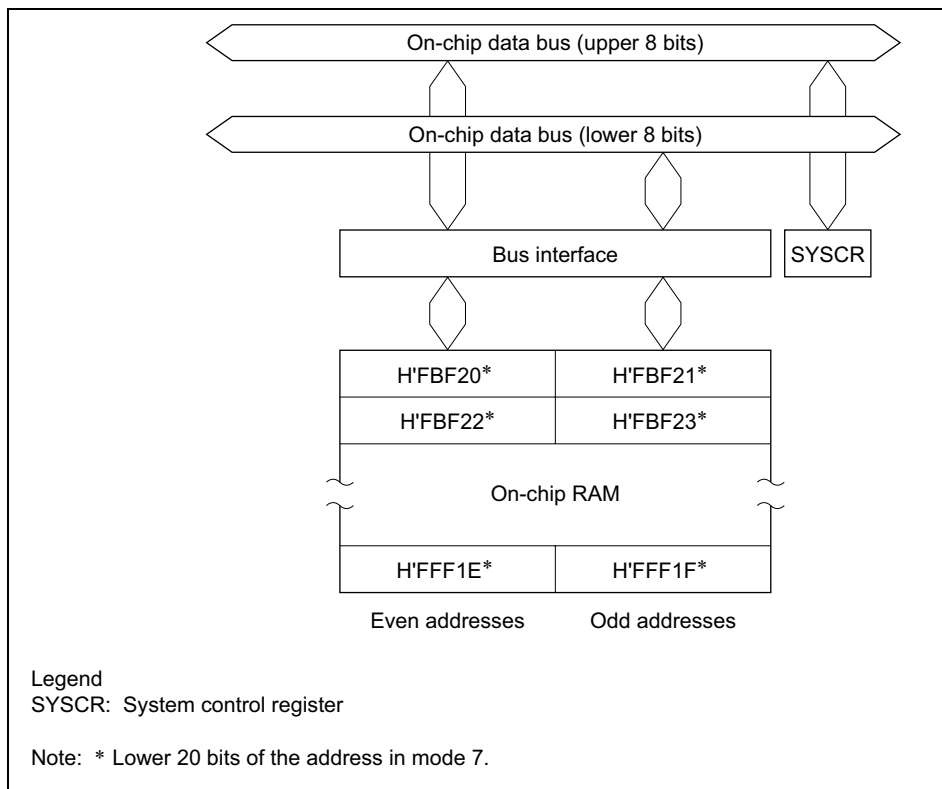 On-chip data bus (upper 8 bits)
On-chip data bus (lower 8 bits)
Bus interface
SYSCR
H'FBF20*
H'FBF21*
H'FBF22*
H'FBF23*
On-chip RAM
H'FFF1E*
H'FFF1F*
Even addresses
Odd addresses
Legend
SYSCR: System control register
Note: * Lower 20 bits of the address in mode 7.